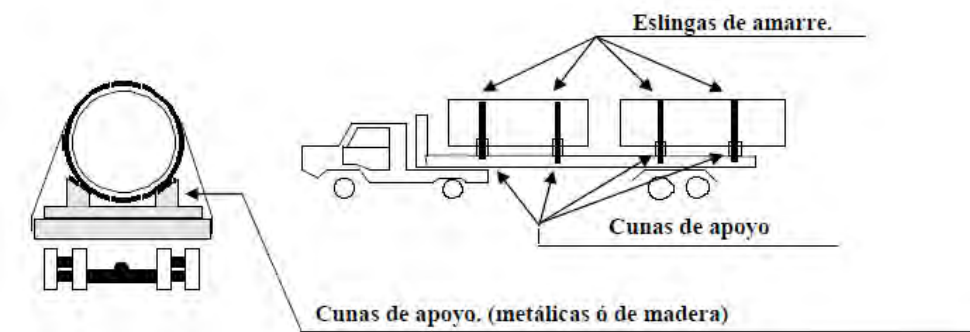 Eslingas de amarre.
Cunas de apoyo
Cunas de apoyo. (metálicas ó de madera)